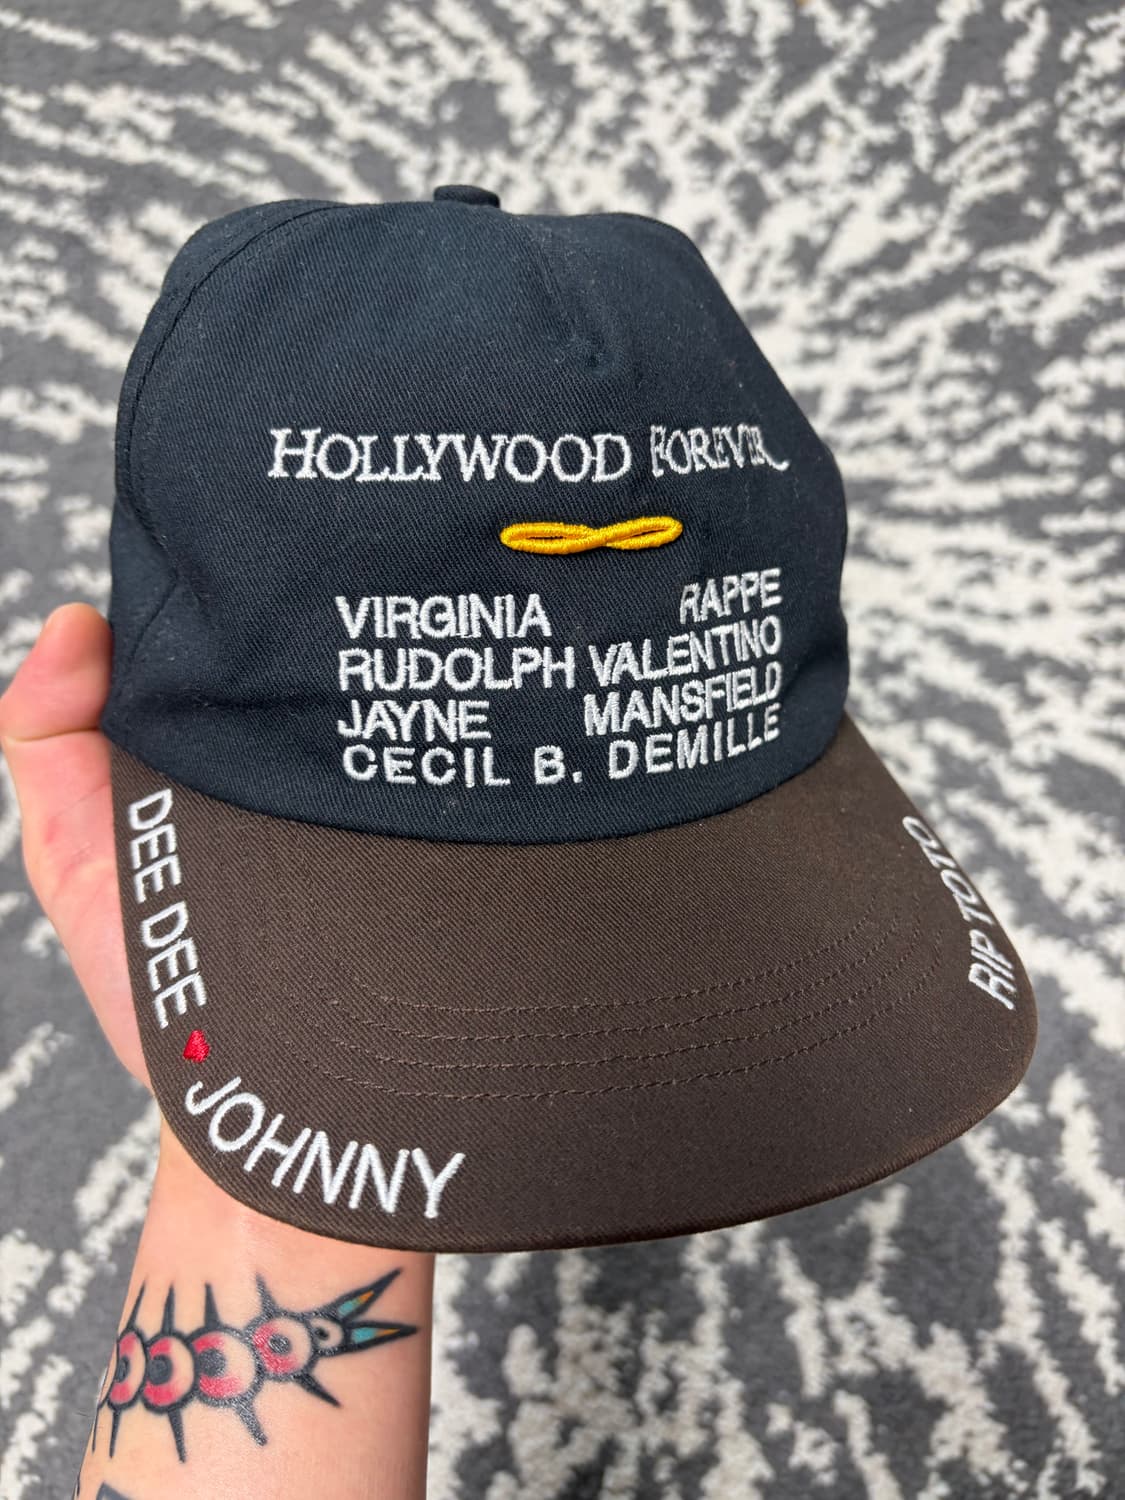 HOLLYWOOD FOREVER
VIRGINIA RAPPE
RUDOLPH VALENTINO
JAYNE MANSFIELD
CECIL B. DEMILLE
DEE DEE ♥ JOHNNY
RIP TOTO